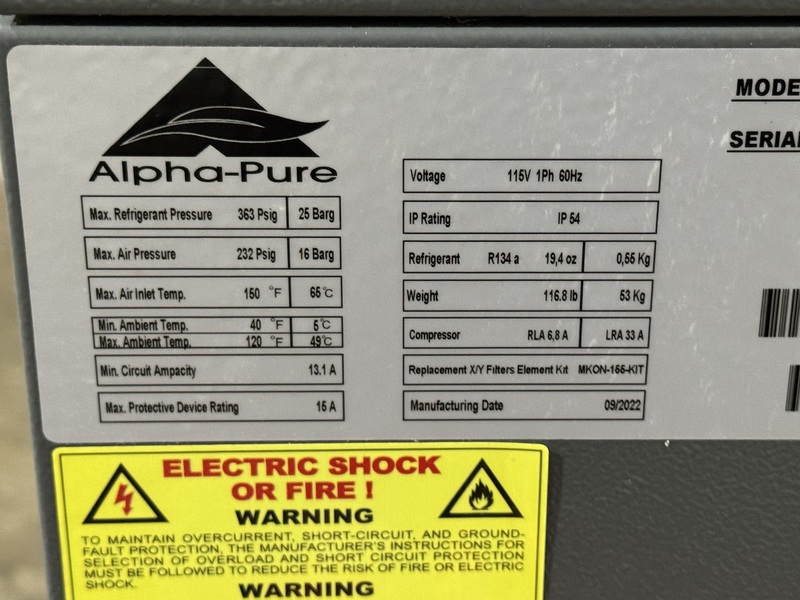 Alpha-Pure
Max. Refrigerant Pressure 363 Psig 25 Barg
Max. Air Pressure 232 Psig 16 Barg
Max. Air Inlet Temp. 150 °F 65°C
Min. Ambient Temp. 40 °F 5°C
Max. Ambient Temp. 120 °F 49°C
Min. Circuit Ampacity 13.1 A
Max. Protective Device Rating 15 A
Voltage 115V 1Ph 60Hz
IP Rating IP 54
Refrigerant R134 a 19,4 oz 0,55 Kg
Weight 116.8 lb 53 Kg
Compressor RLA 6,8 A LRA 33 A
Replacement X/Y Filters Element Kit MKON-155-KIT
Manufacturing Date 09/2022
MODE
SERIA
ELECTRIC SHOCK
OR FIRE !
WARNING
TO MAINTAIN OVERCURRENT, SHORT-CIRCUIT, AND GROUND-
FAULT PROTECTION, THE MANUFACTURER'S INSTRUCTIONS FOR
SELECTION OF OVERLOAD AND SHORT CIRCUIT PROTECTION
MUST BE FOLLOWED TO REDUCE THE RISK OF FIRE OR ELECTRIC
SHOCK.
WARNING